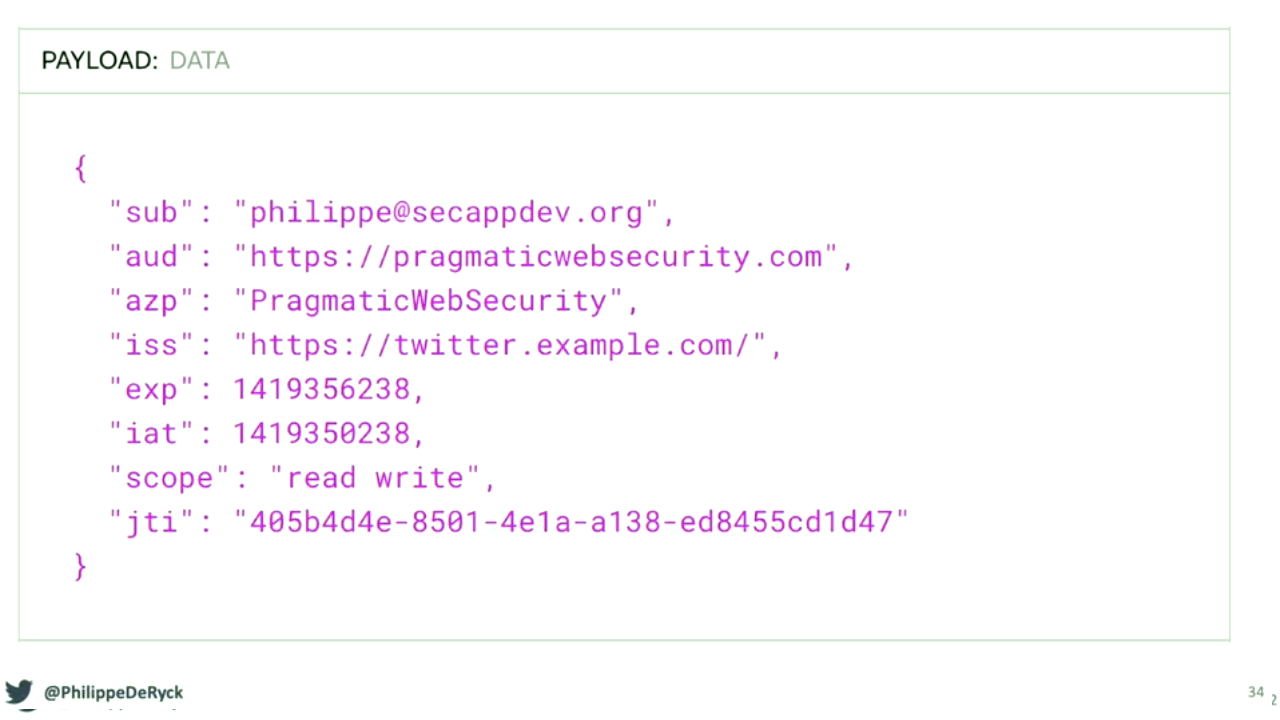 PAYLOAD: DATA
{
"sub": "philippe@secappdev.org",
"aud": "https://pragmaticwebsecurity.com",
"azp": "PragmaticWebSecurity",
"iss": "https://twitter.example.com/",
"exp": 1419356238,
"iat": 1419350238,
"scope": "read write",
"jti": "405b4d4e-8501-4e1a-a138-ed8455cd1d47"
}
@PhilippeDeRyck
34
2